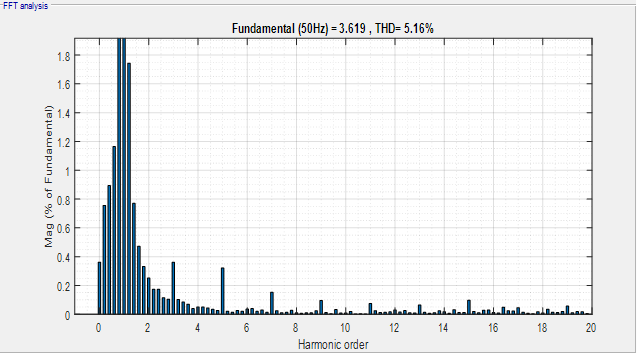 FFT analysis
Fundamental (50Hz) = 3.619 , THD= 5.16%
1.8
1.6
1.4
1.2
1
0.8
0.6
0.4
0.2
0
Mag (% of Fundamental)
0 2 4 6 8 10 12 14 16 18 20
Harmonic order